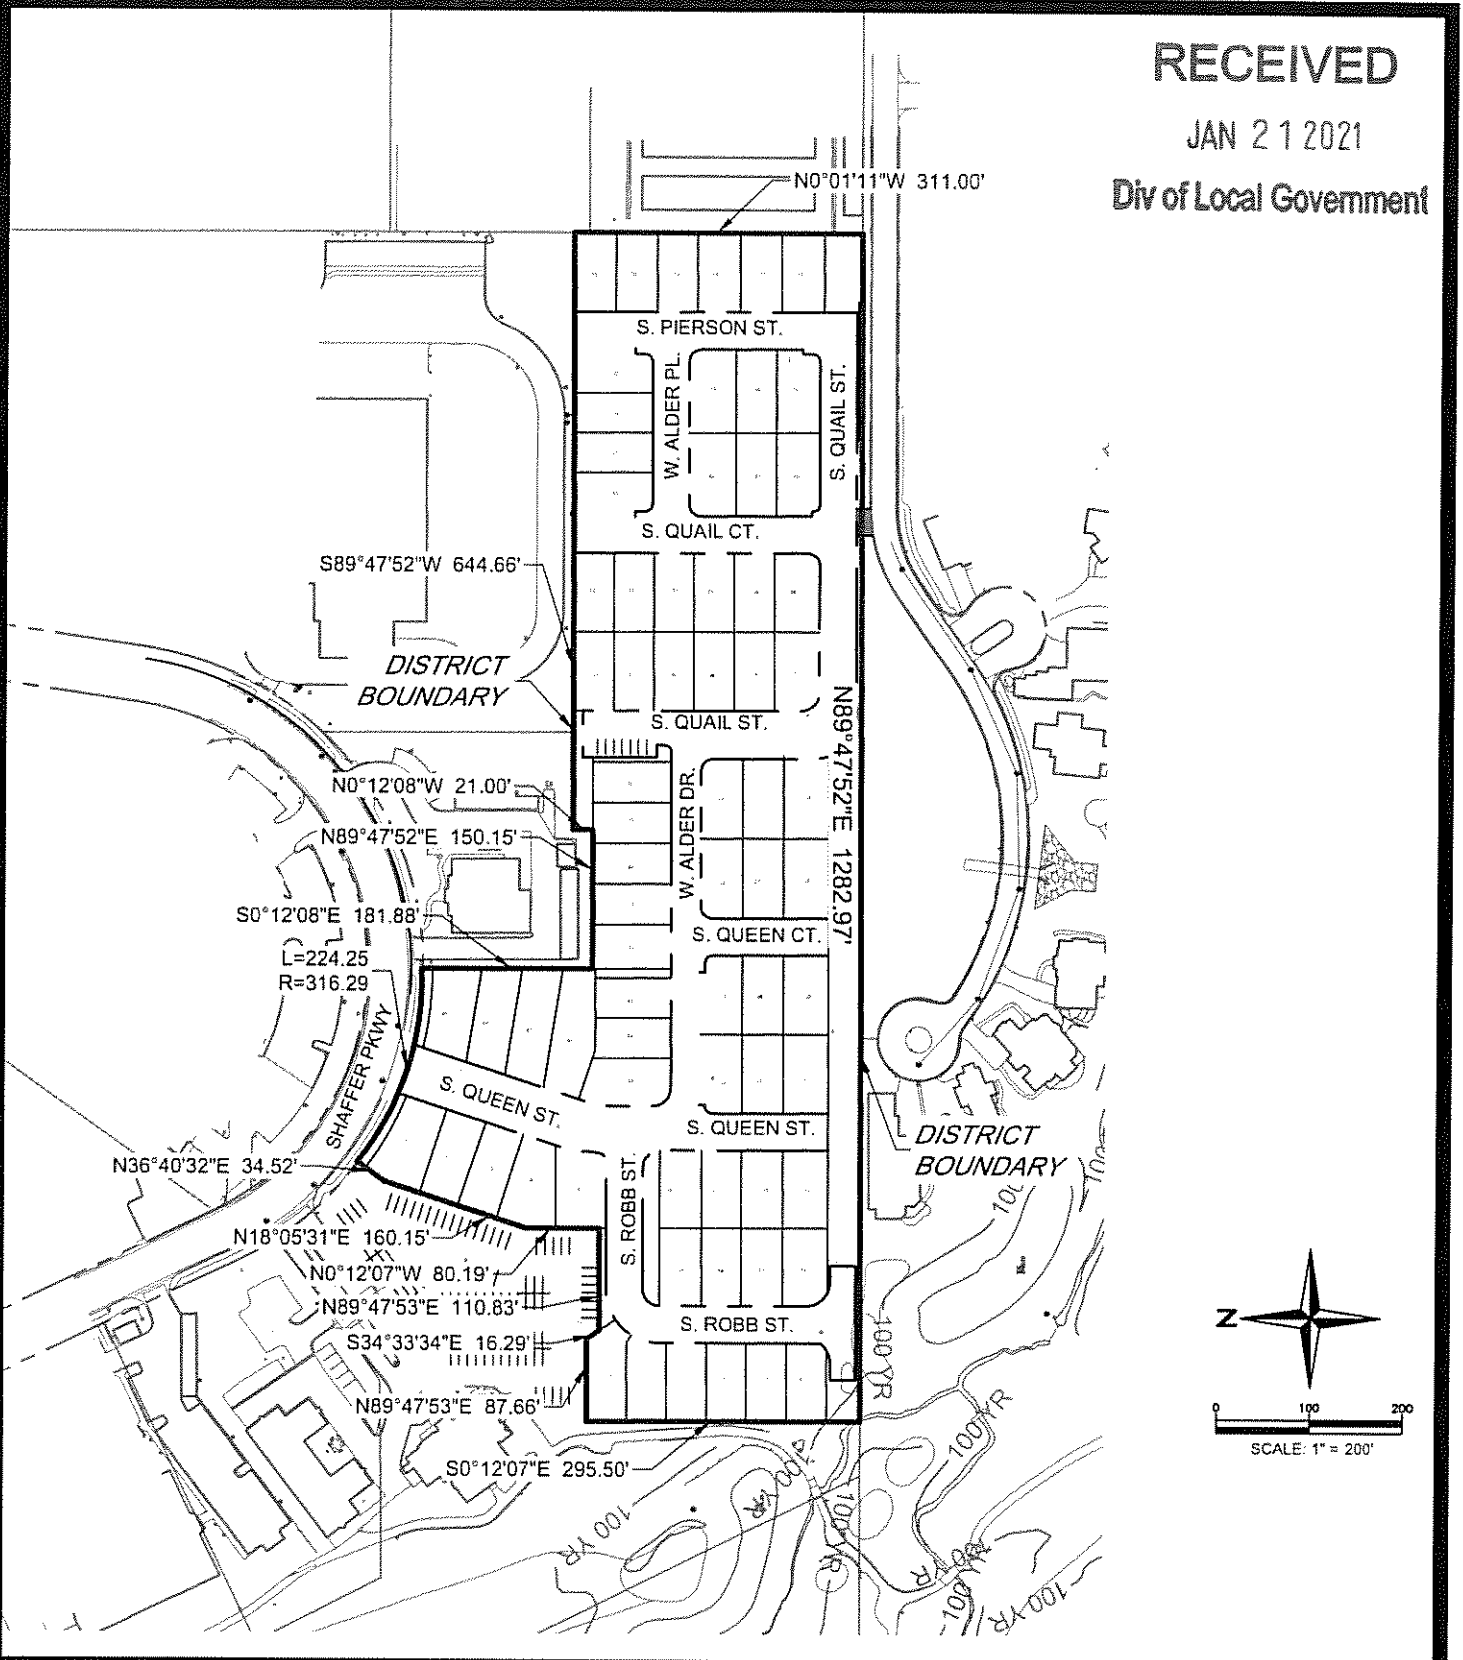 RECEIVED
JAN 21 2021
Div of Local Government
N0°01'11"W 311.00'
S. PIERSON ST.
W. ALDER PL.
S. QUAIL ST.
S. QUAIL CT.
S89°47'52"W 644.66'
DISTRICT
BOUNDARY
S. QUAIL ST.
N89°47'52"E 1282.97'
N0°12'08"W 21.00'
W. ALDER DR.
N89°47'52"E 150.15'
S0°12'08"E 181.88'
S. QUEEN CT.
L=224.25
R=316.29
SHAFFER PKWY
S. QUEEN ST.
S. QUEEN ST.
DISTRICT
BOUNDARY
N36°40'32"E 34.52'
S. ROBB ST.
N18°05'31"E 160.15'
N0°12'07"W 80.19'
N89°47'53"E 110.83'
S34°33'34"E 16.29'
S. ROBB ST.
N89°47'53"E 87.66'
S0°12'07"E 295.50'
100 YR
100 YR
100 YR
100 YR
100 YR
100 YR
Z
0 100 200
SCALE: 1" = 200'